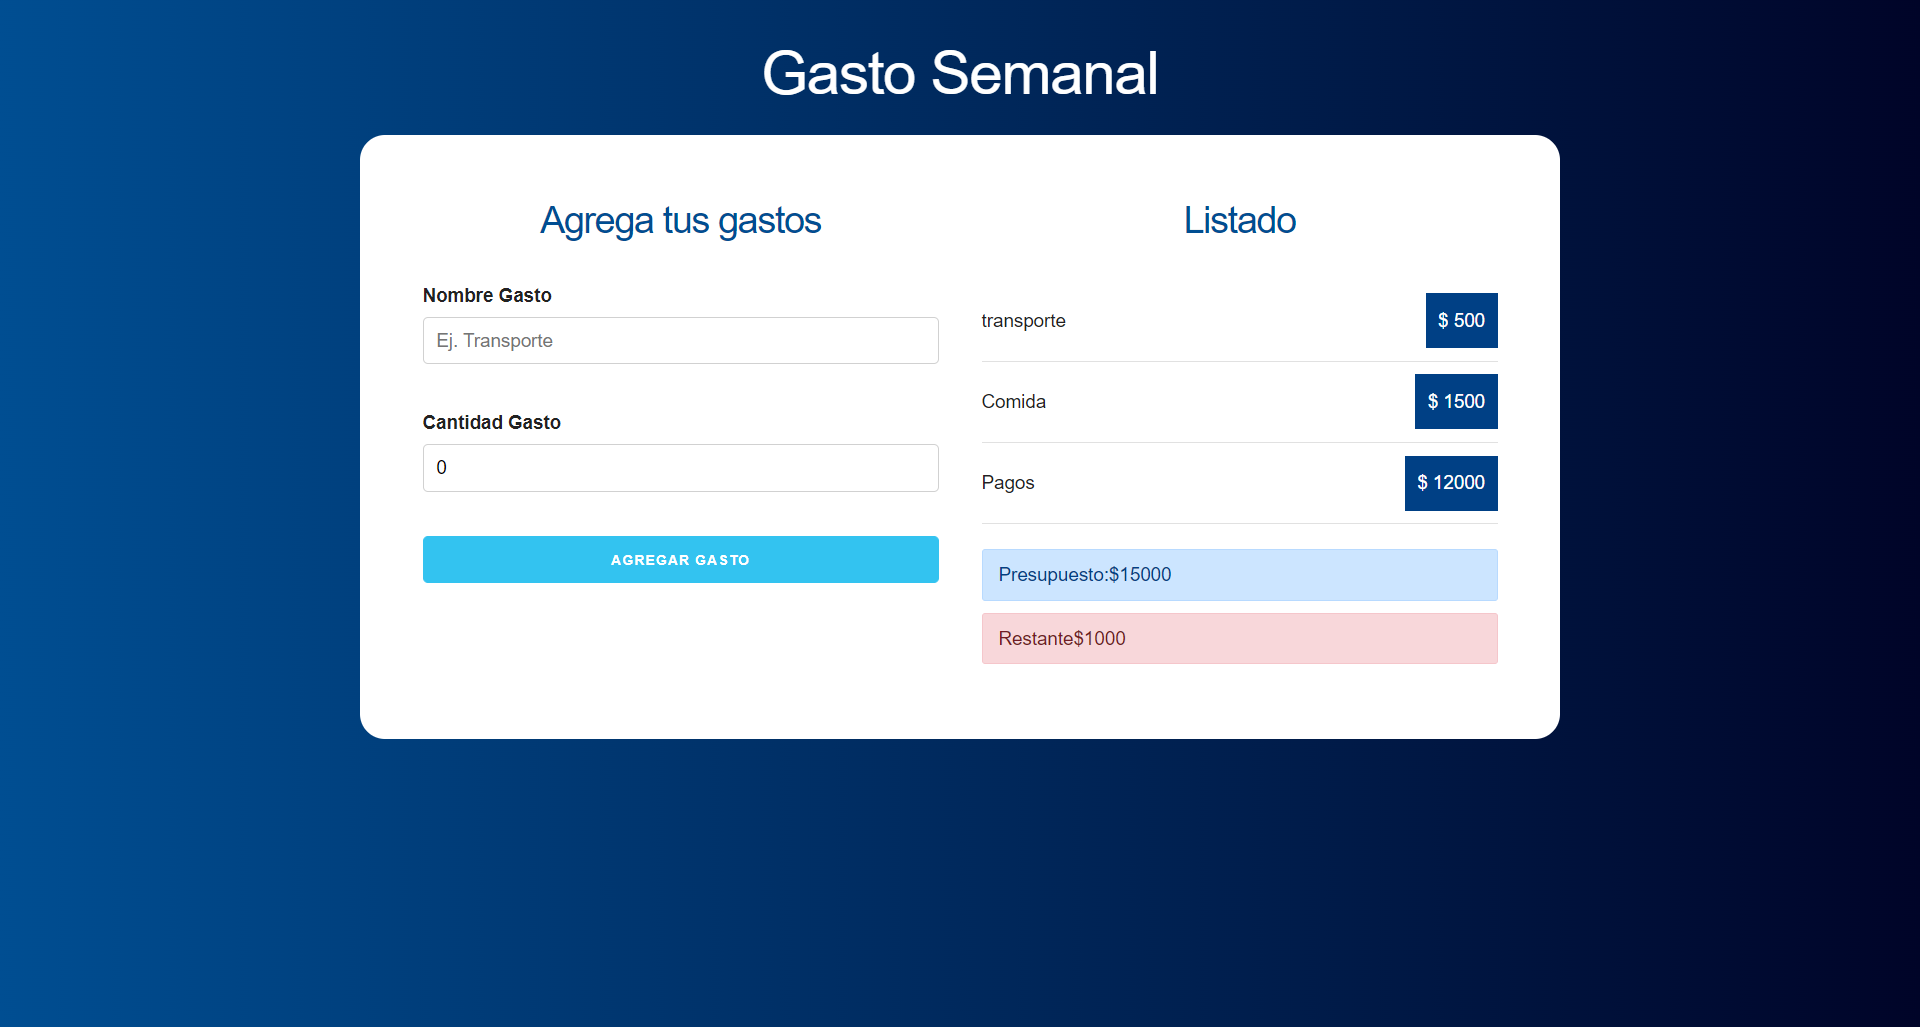 Gasto Semanal
Agrega tus gastos
Nombre Gasto
Ej. Transporte
Cantidad Gasto
0
AGREGAR GASTO
Listado
transporte $ 500
Comida $ 1500
Pagos $ 12000
Presupuesto:$15000
Restante$1000